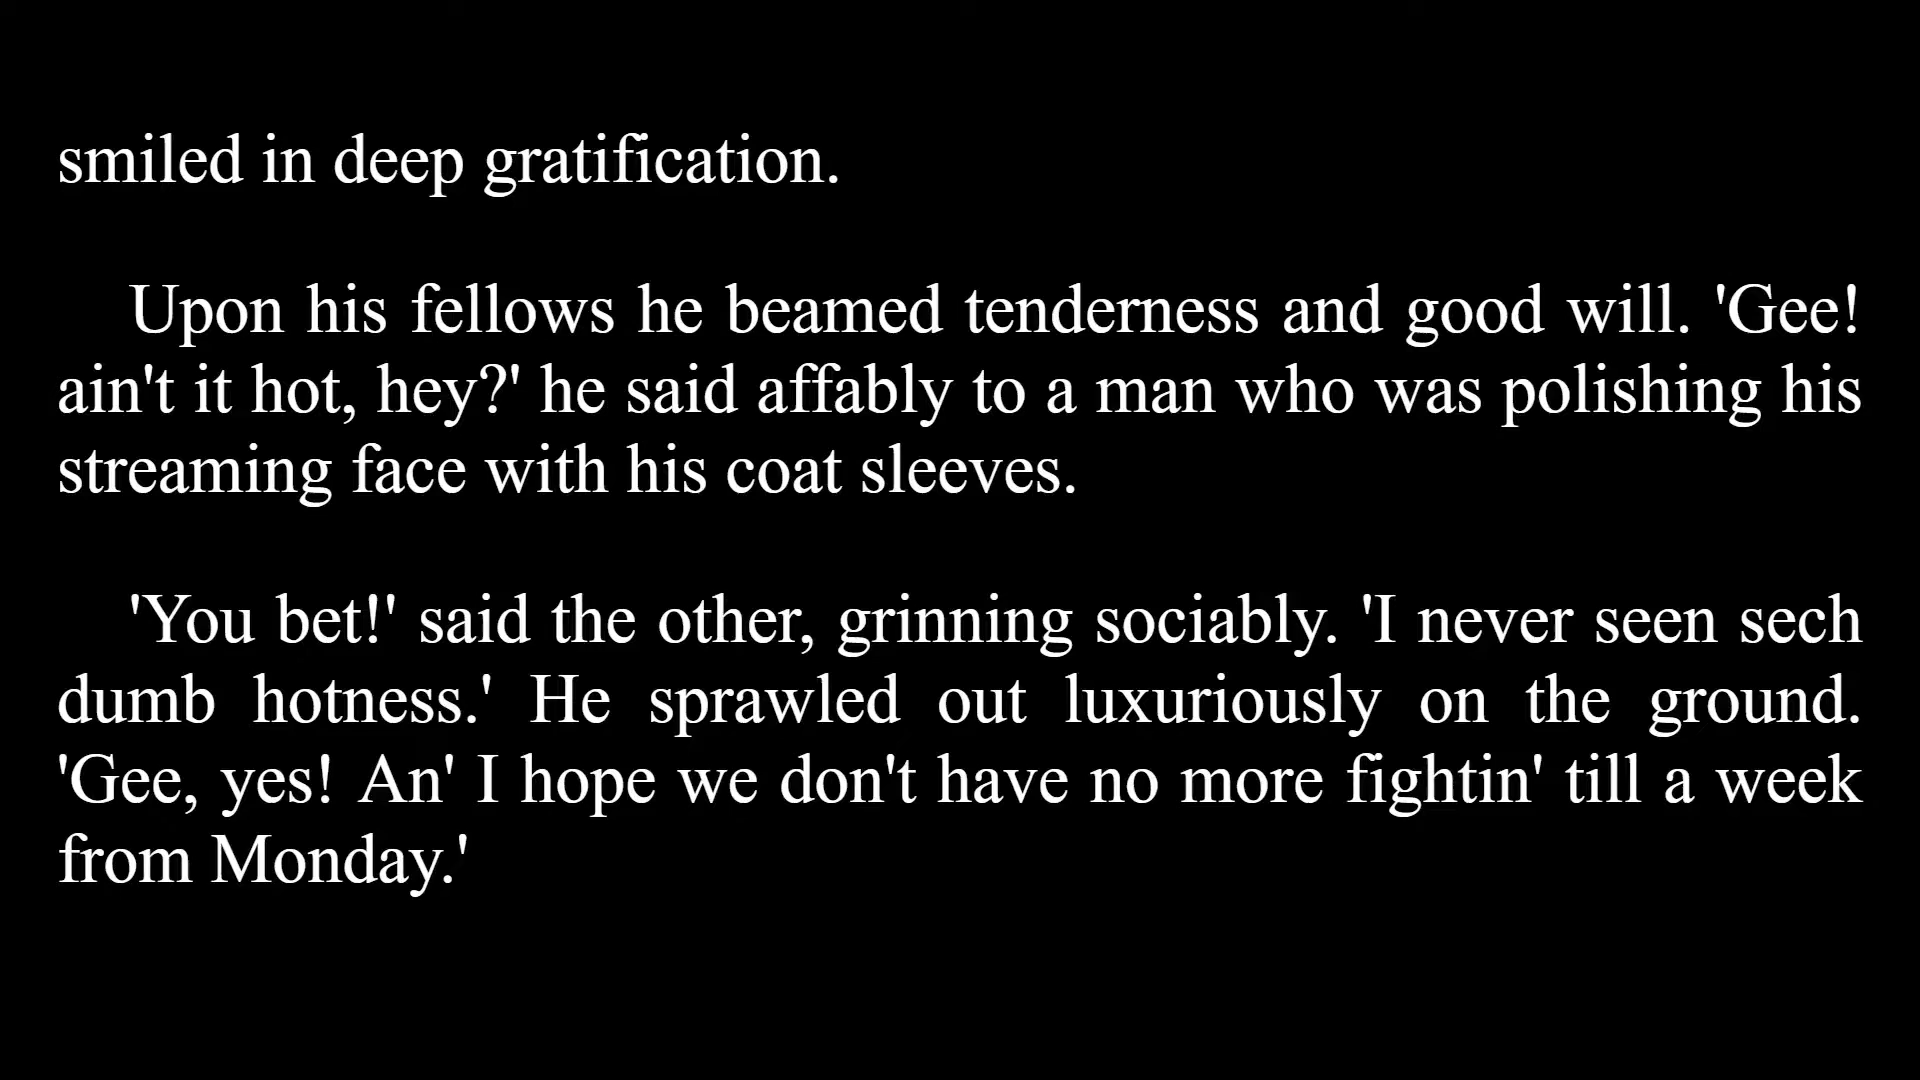 smiled in deep gratification.
Upon his fellows he beamed tenderness and good will. 'Gee!
ain't it hot, hey?' he said affably to a man who was polishing his
streaming face with his coat sleeves.
'You bet!' said the other, grinning sociably. 'I never seen sech
dumb hotness.' He sprawled out luxuriously on the ground.
'Gee, yes! An' I hope we don't have no more fightin' till a week
from Monday.'